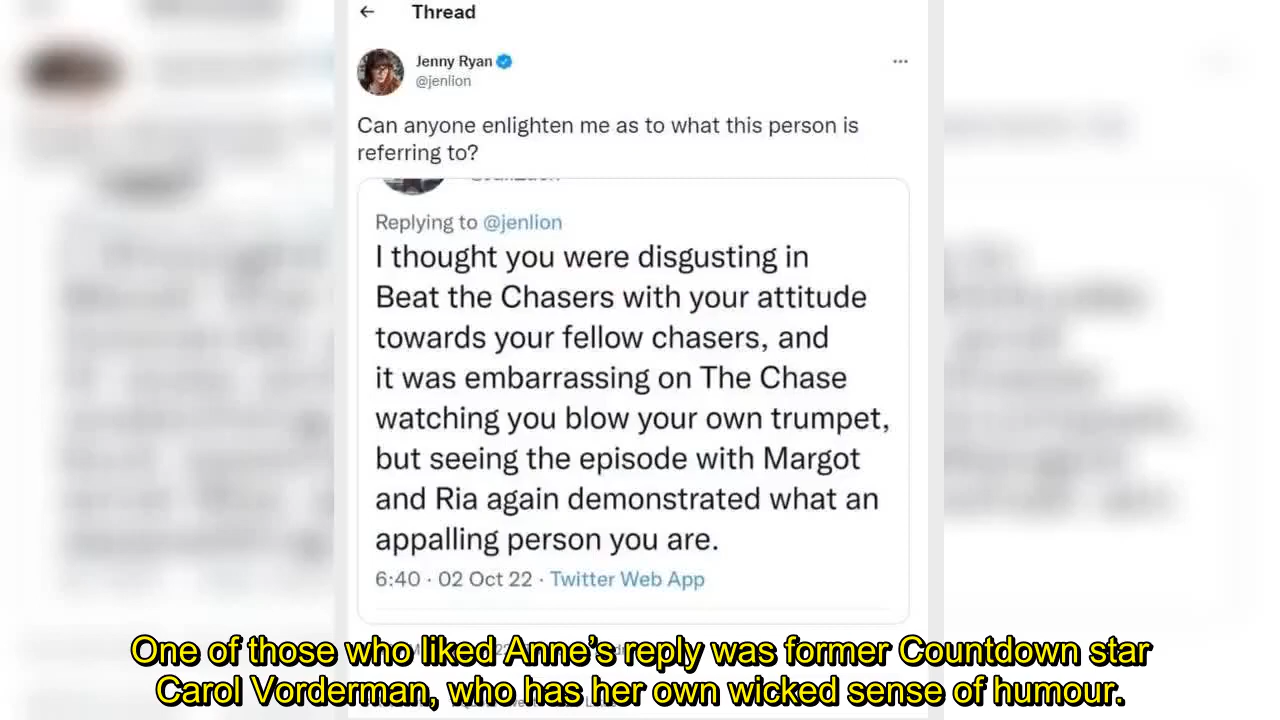 Thread
Jenny Ryan
@jenlion
Can anyone enlighten me as to what this person is
referring to?
Replying to @jenlion
I thought you were disgusting in
Beat the Chasers with your attitude
towards your fellow chasers, and
it was embarrassing on The Chase
watching you blow your own trumpet,
but seeing the episode with Margot
and Ria again demonstrated what an
appalling person you are.
6:40 · 02 Oct 22 · Twitter Web App
One of those who liked Anne’s reply was former Countdown star
Carol Vorderman, who has her own wicked sense of humour.